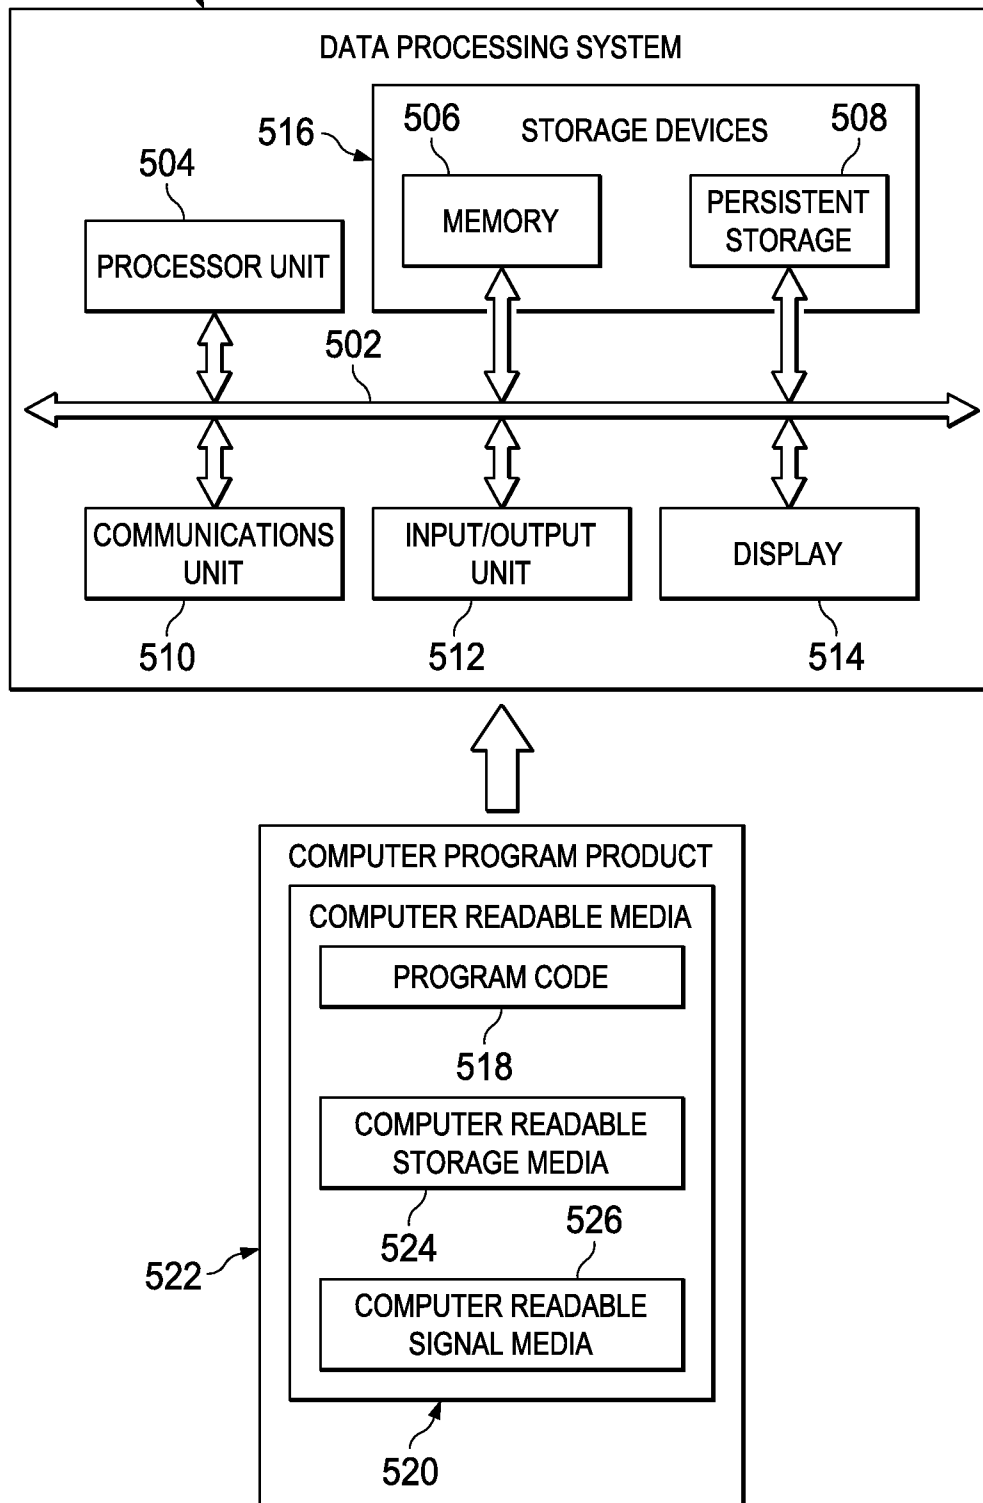 DATA PROCESSING SYSTEM
516
506
STORAGE DEVICES
508
504
MEMORY
PERSISTENT
STORAGE
PROCESSOR UNIT
502
COMMUNICATIONS
UNIT
INPUT/OUTPUT
UNIT
DISPLAY
510
512
514
COMPUTER PROGRAM PRODUCT
COMPUTER READABLE MEDIA
PROGRAM CODE
518
COMPUTER READABLE
STORAGE MEDIA
524
526
522
COMPUTER READABLE
SIGNAL MEDIA
520